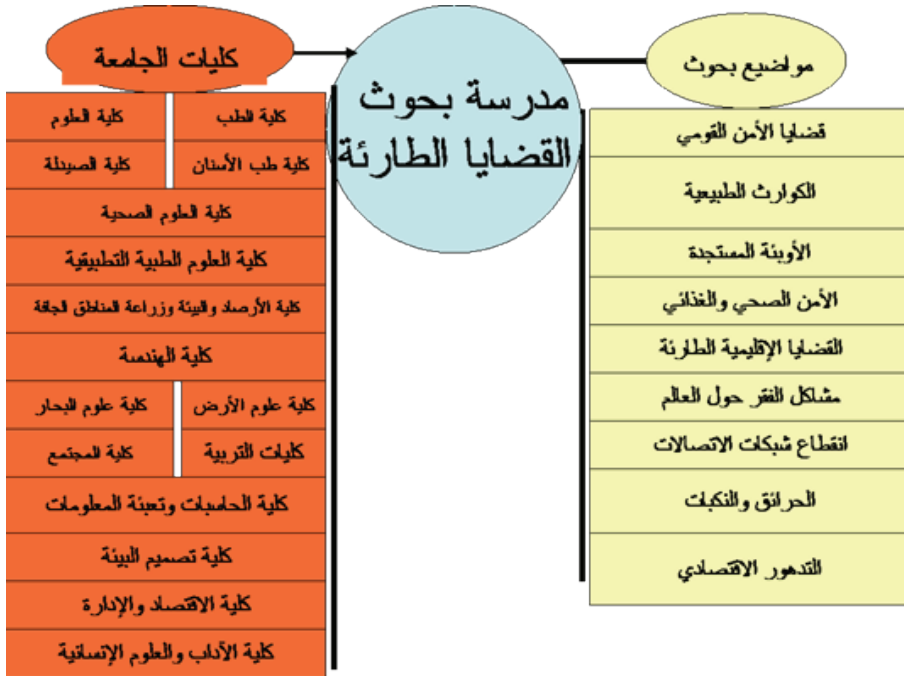 مدرسة بحوث
القضايا الطارئة
مواضيع بحوث
قضايا الأمن القومي
الكوارث الطبيعية
الأوبئة المستجدة
الأمن الصحي والغذائي
القضايا الإقليمية الطارئة
مشاكل الفقر حول العالم
انقطاع شبكات الاتصالات
الحرائق والنكبات
التدهور الاقتصادي
كليات الجامعة
كلية الطب
كلية العلوم
كلية طب الأسنان
كلية الصيدلة
كلية العلوم الصحية
كلية العلوم الطبية التطبيقية
كلية الأرصاد والبيئة وزراعة المناطق الجافة
كلية الهندسة
كلية علوم الأرض
كلية علوم البحار
كليات التربية
كلية المجتمع
كلية الحاسبات وتعبئة المعلومات
كلية تصميم البيئة
كلية الاقتصاد والإدارة
كلية الآداب والعلوم الإنسانية